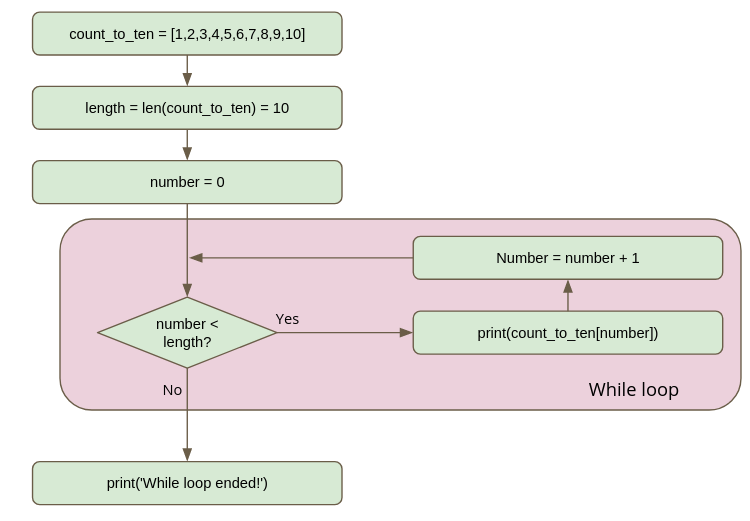 count_to_ten = [1,2,3,4,5,6,7,8,9,10]
length = len(count_to_ten) = 10
number = 0
Number = number + 1
number <
length?
Yes
print(count_to_ten[number])
No
While loop
print('While loop ended!')